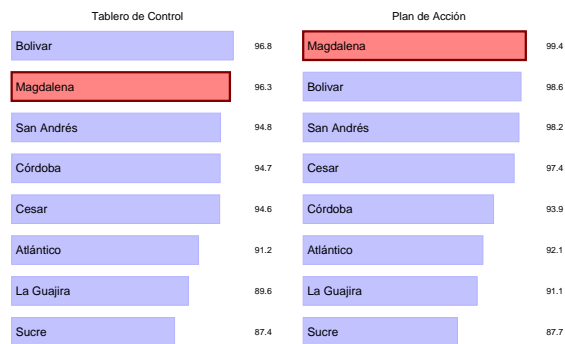 Tablero de Control
Bolivar 96.8
Magdalena 96.3
San Andrés 94.8
Córdoba 94.7
Cesar 94.6
Atlántico 91.2
La Guajira 89.6
Sucre 87.4
Plan de Acción
Magdalena 99.4
Bolivar 98.6
San Andrés 98.2
Cesar 97.4
Córdoba 93.9
Atlántico 92.1
La Guajira 91.1
Sucre 87.7